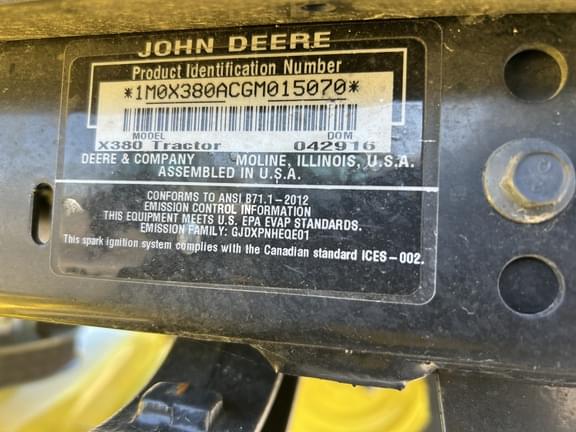 JOHN DEERE
Product Identification Number
*1M0X380ACGM015070*
MODEL DOM
X380 Tractor 042916
DEERE & COMPANY MOLINE, ILLINOIS, U.S.A.
ASSEMBLED IN U.S.A.
CONFORMS TO ANSI B71.1-2012
EMISSION CONTROL INFORMATION
THIS EQUIPMENT MEETS U.S. EPA EVAP STANDARDS.
EMISSION FAMILY: GJDXPNHEQE01
This spark ignition system complies with the Canadian standard ICES-002.